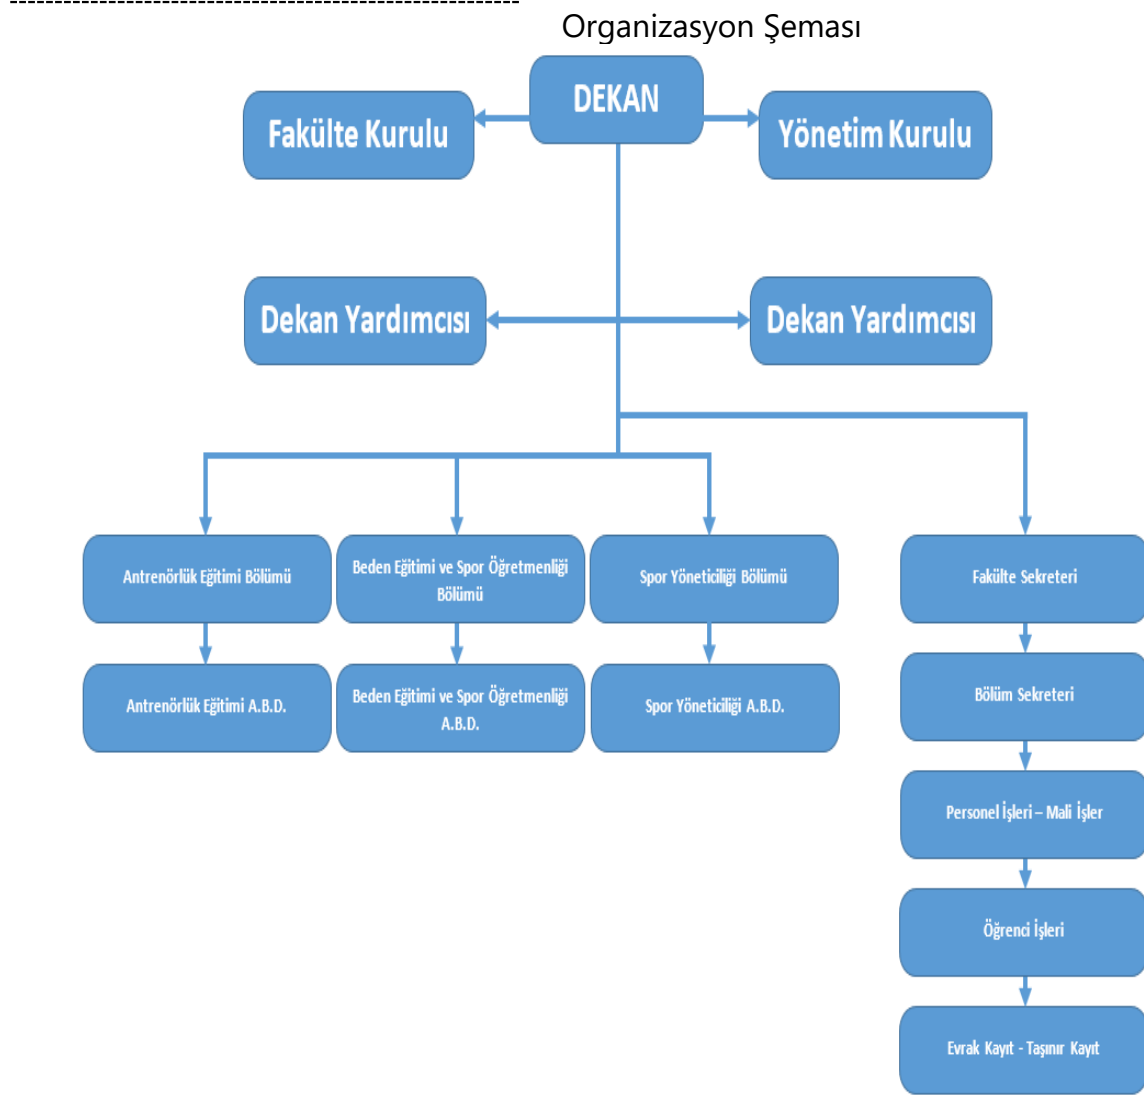 Organizasyon Şeması
DEKAN
Fakülte Kurulu
Yönetim Kurulu
Dekan Yardımcısı
Dekan Yardımcısı
Antrenörlük Eğitimi Bölümü
Beden Eğitimi ve Spor Öğretmenliği
Bölümü
Spor Yöneticiliği Bölümü
Fakülte Sekreteri
Antrenörlük Eğitimi A.B.D.
Beden Eğitimi ve Spor Öğretmenliği
A.B.D.
Spor Yöneticiliği A.B.D.
Bölüm Sekreteri
Personel İşleri – Mali İşler
Öğrenci İşleri
Evrak Kayıt - Taşınır Kayıt